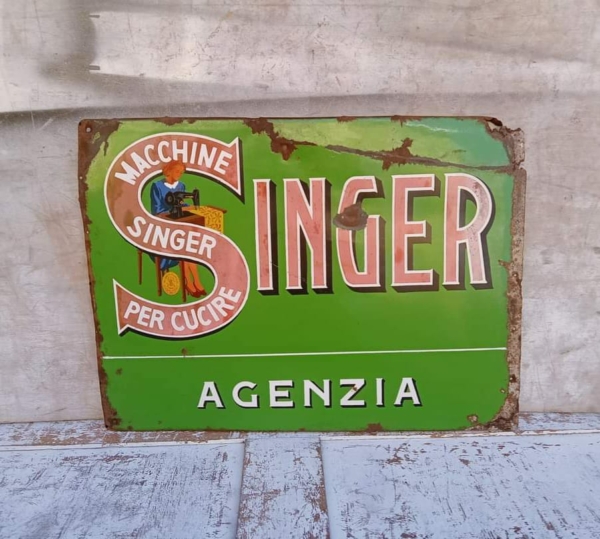 MACCHINE
SINGER
PER CUCIRE
SINGER
AGENZIA